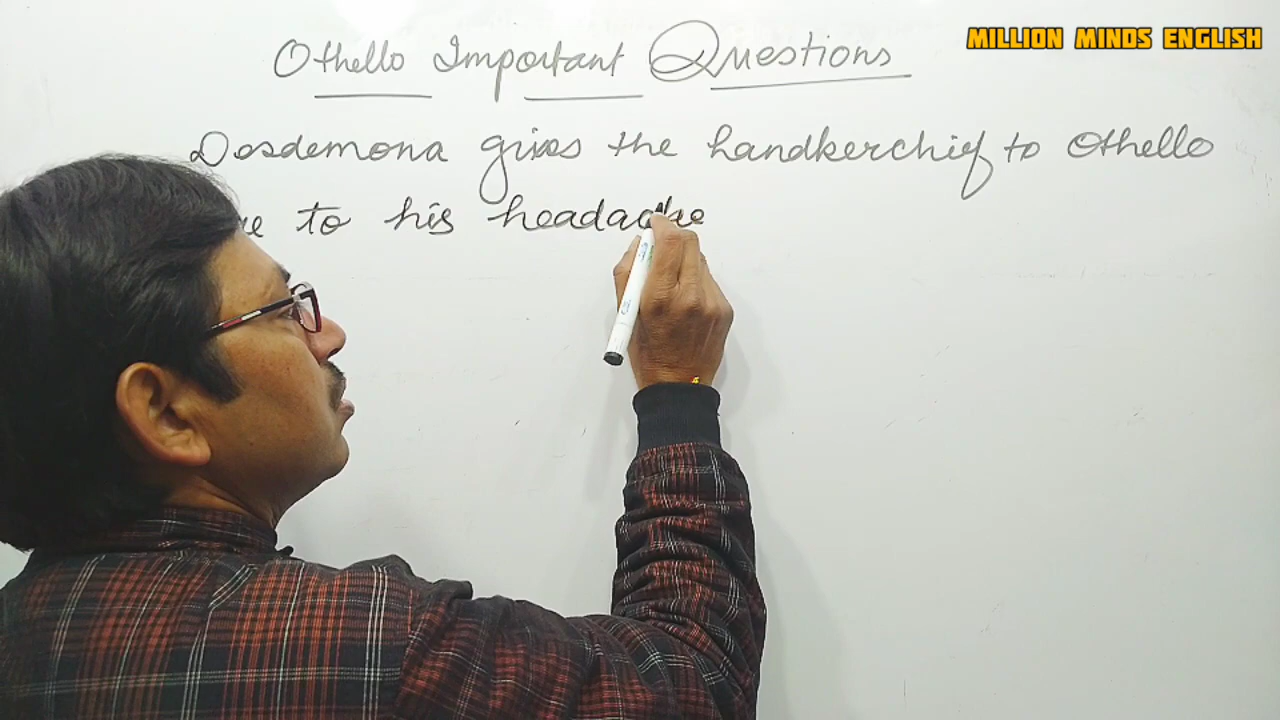 MILLION MINDS ENGLISH
Othello Important Questions
Desdemona gives the handkerchief to Othello
to his headache